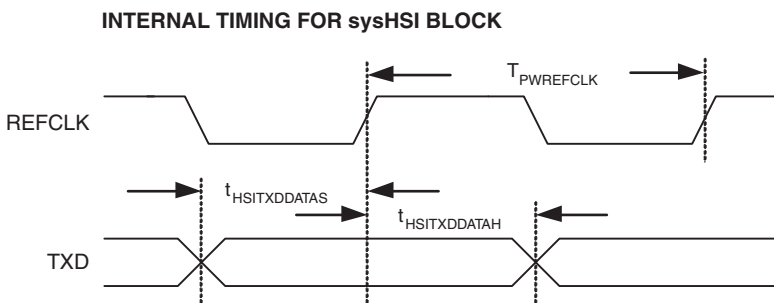 INTERNAL TIMING FOR sysHSI BLOCK
TPWREFCLK
REFCLK
tHSITXDDATAS
tHSITXDDATAH
TXD